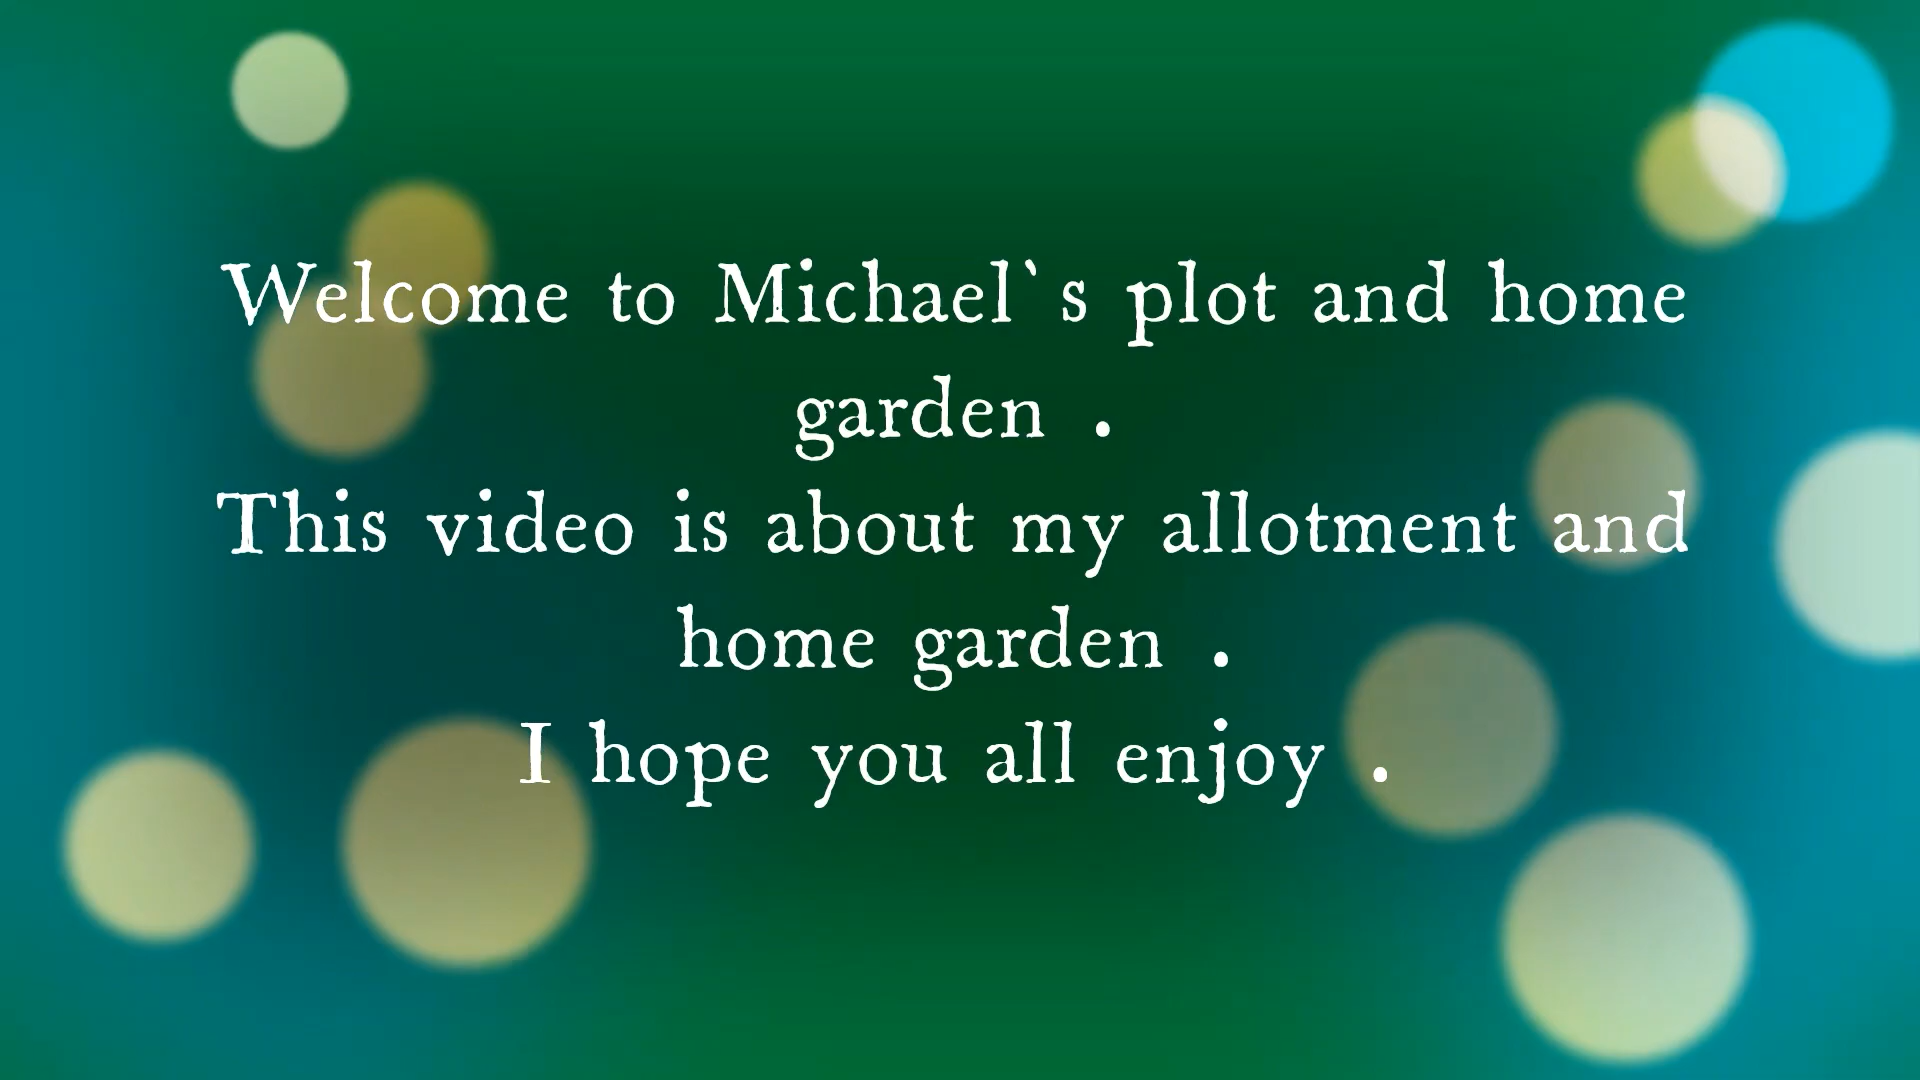 Welcome to Michael`s plot and home
garden .
This video is about my allotment and
home garden .
I hope you all enjoy .